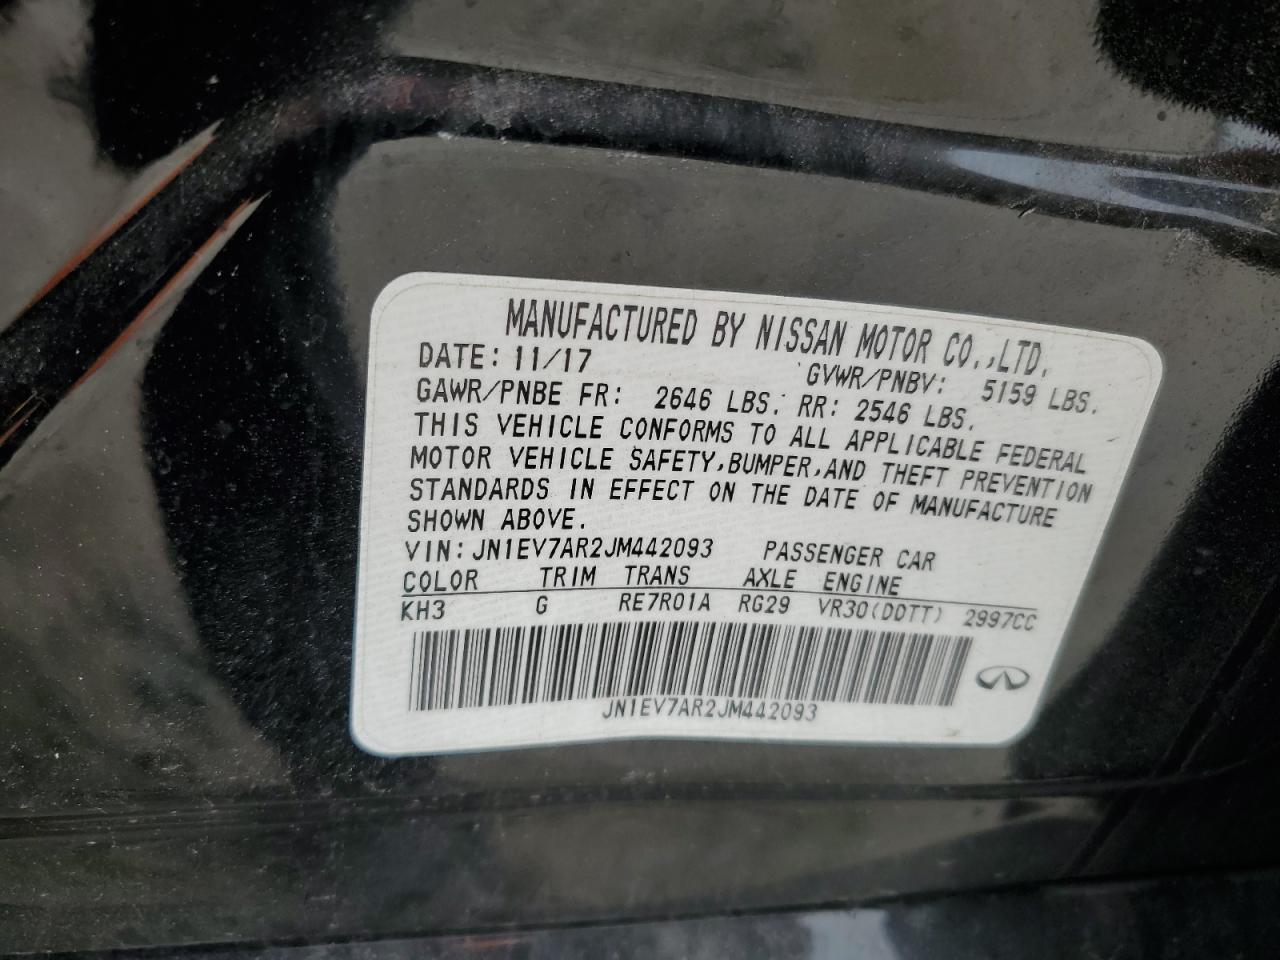 MANUFACTURED BY NISSAN MOTOR CO.,LTD.
DATE: 11/17 GVWR/PNBV: 5159 LBS.
GAWR/PNBE FR: 2646 LBS. RR: 2546 LBS.
THIS VEHICLE CONFORMS TO ALL APPLICABLE FEDERAL
MOTOR VEHICLE SAFETY,BUMPER,AND THEFT PREVENTION
STANDARDS IN EFFECT ON THE DATE OF MANUFACTURE
SHOWN ABOVE.
VIN: JN1EV7AR2JM442093 PASSENGER CAR
COLOR TRIM TRANS AXLE ENGINE
KH3 G RE7R01A RG29 VR30(DDTT) 2997CC
JN1EV7AR2JM442093